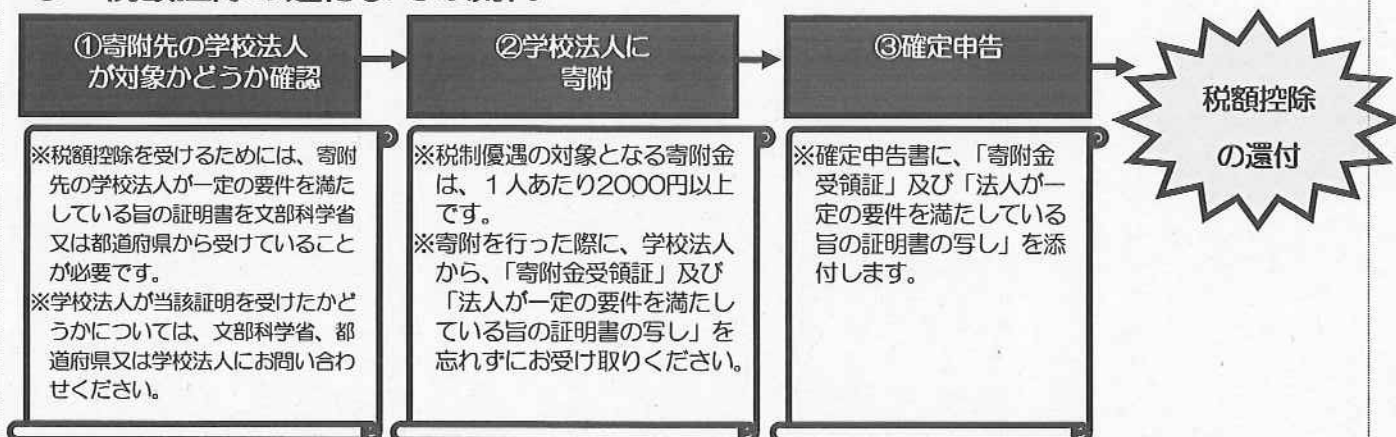 ①寄附先の学校法人
が対象かどうか確認
②学校法人に
寄附
③確定申告
税額控除
の還付
※税額控除を受けるためには、寄附
先の学校法人が一定の要件を満た
している旨の証明書を文部科学省
又は都道府県から受けていること
が必要です。
※学校法人が当該証明を受けたかど
うかについては、文部科学省、都
道府県又は学校法人にお問い合わ
せください。
※税制優遇の対象となる寄附金
は、１人あたり2000円以上
です。
※寄附を行った際に、学校法人
から、「寄附金受領証」及び
「法人が一定の要件を満たし
ている旨の証明書の写し」を
忘れずにお受け取りください。
※確定申告書に、「寄附金
受領証」及び「法人が一
定の要件を満たしている
旨の証明書の写し」を添
付します。